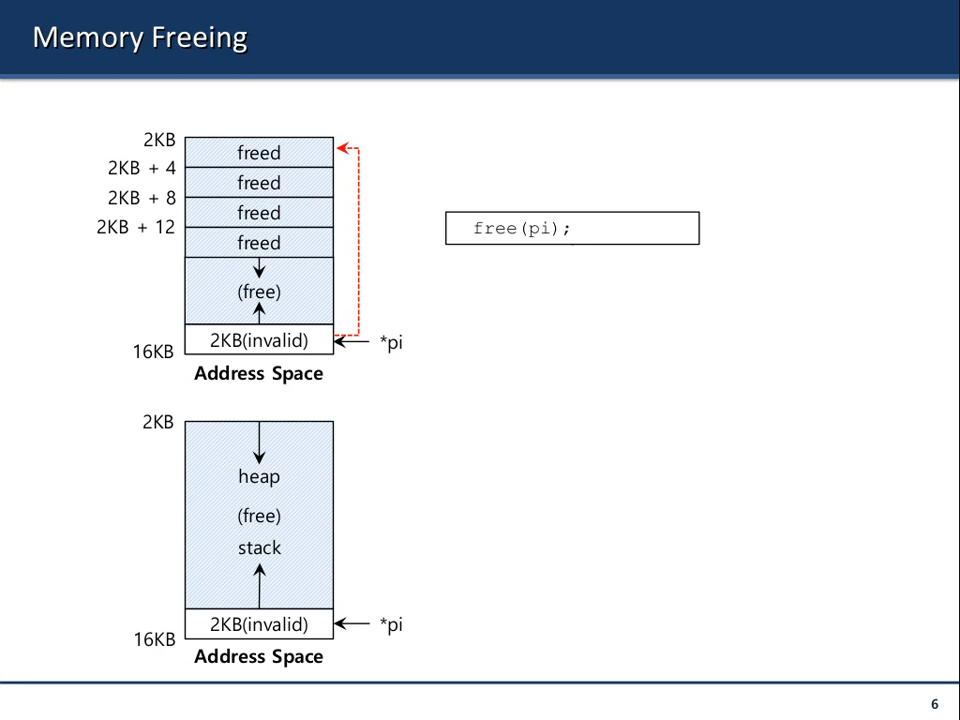 Memory Freeing
2KB
freed
2KB + 4
freed
2KB + 8
freed
2KB + 12
freed
(free)
2KB(invalid)
*pi
16KB
Address Space
free(pi);
2KB
heap
(free)
stack
2KB(invalid)
*pi
16KB
Address Space
6